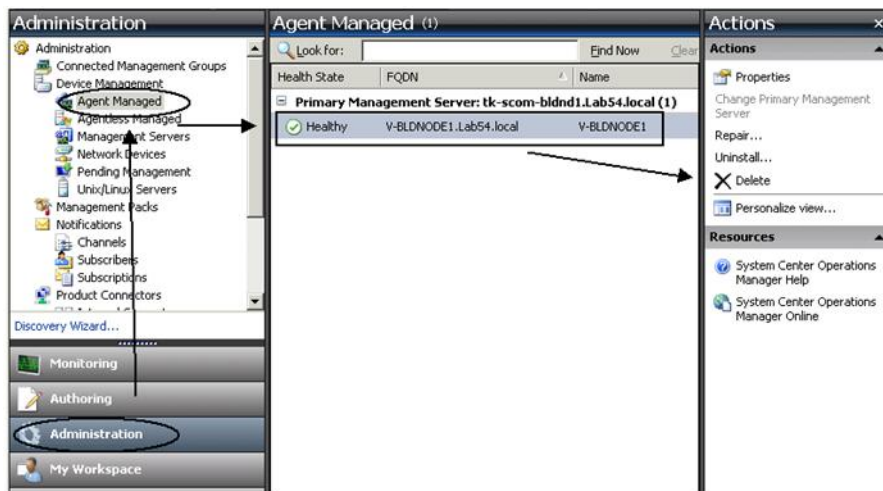 Administration
Administration
Connected Management Groups
Device Management
Agent Managed
Agentless Managed
Management Servers
Network Devices
Pending Management
Unix/Linux Servers
Management Packs
Notifications
Channels
Subscribers
Subscriptions
Product Connectors
Discovery Wizard...
Monitoring
Authoring
Administration
My Workspace
Agent Managed (1)
Look for:
Find Now
Clear
Health State
FQDN
Name
Primary Management Server: tk-scom-bldnd1.Lab54.local (1)
Healthy
V-BLDNODE1.Lab54.local
V-BLDNODE1
Actions
Actions
Properties
Change Primary Management
Server
Repair...
Uninstall...
Delete
Personalize view...
Resources
System Center Operations
Manager Help
System Center Operations
Manager Online